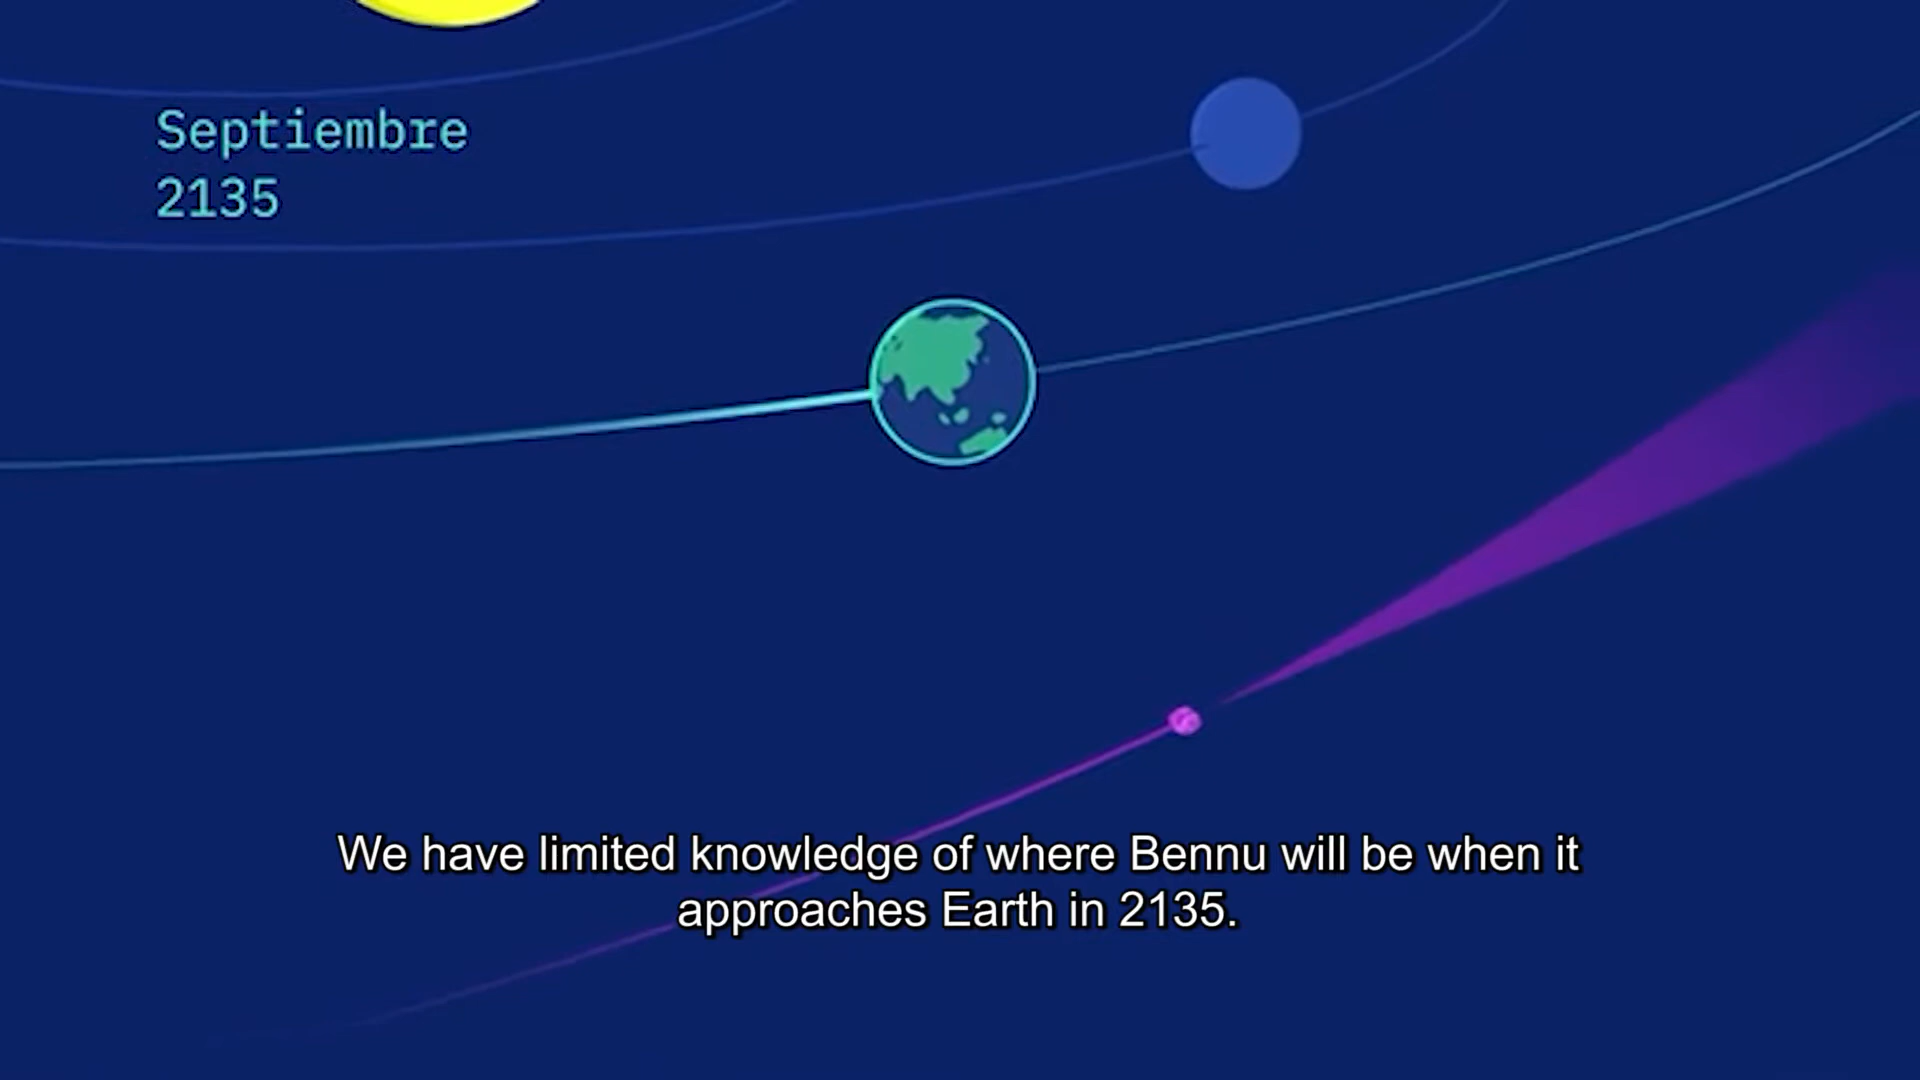 Septiembre
2135
We have limited knowledge of where Bennu will be when it
approaches Earth in 2135.